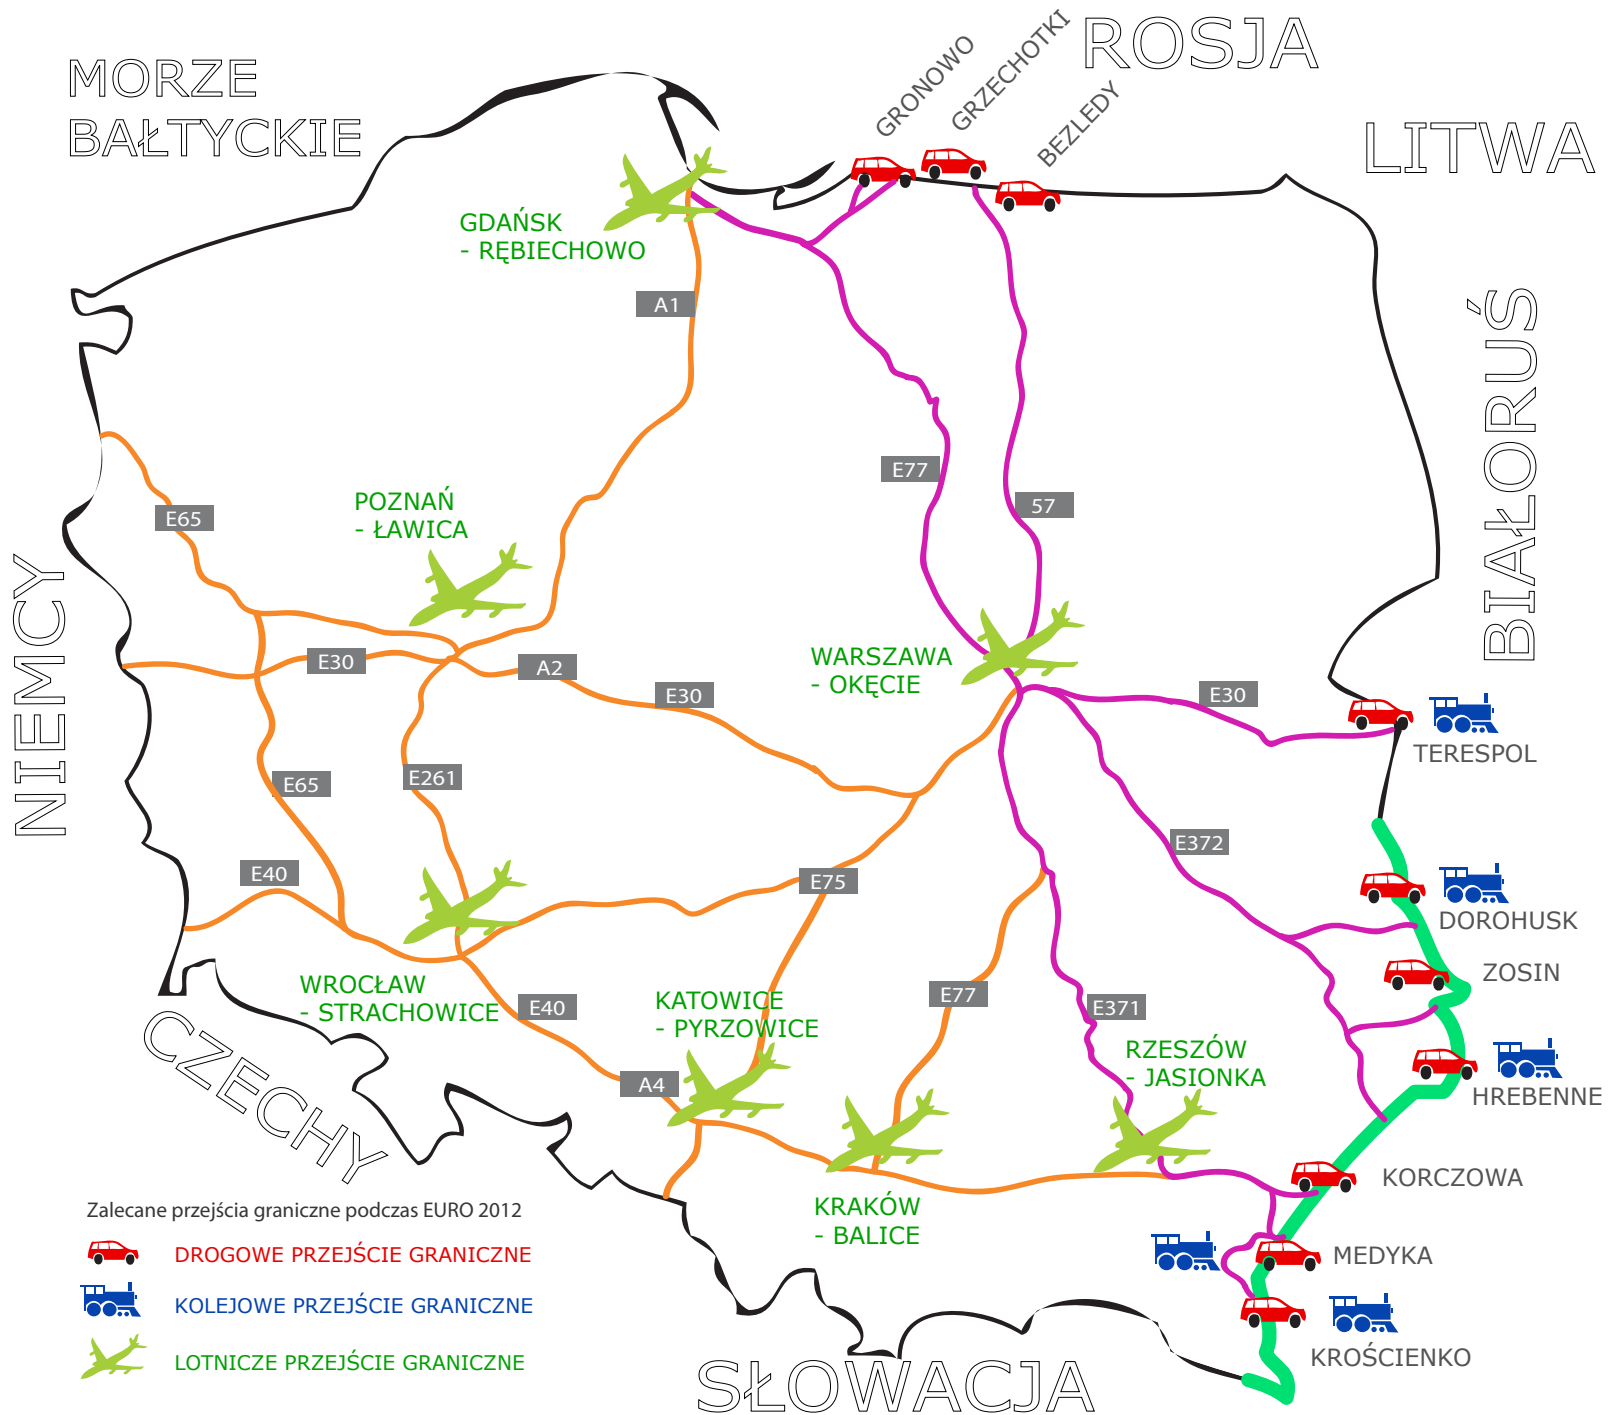 MORZE
BAŁTYCKIE
ROSJA
LITWA
BIAŁORUŚ
NIEMCY
CZECHY
SŁOWACJA
GRONOWO
GRZECHOTKI
BEZLEDY
GDAŃSK
- RĘBIECHOWO
A1
E77
57
E65
POZNAŃ
- ŁAWICA
WARSZAWA
- OKĘCIE
E30
A2
E30
E30
TERESPOL
E65
E261
E372
E40
E75
DOROHUSK
ZOSIN
WROCŁAW
- STRACHOWICE
E40
KATOWICE
- PYRZOWICE
E77
E371
RZESZÓW
- JASIONKA
A4
HREBENNE
KORCZOWA
KRAKÓW
- BALICE
MEDYKA
KROŚCIENKO
Zalecane przejścia graniczne podczas EURO 2012
DROGOWE PRZEJŚCIE GRANICZNE
KOLEJOWE PRZEJŚCIE GRANICZNE
LOTNICZE PRZEJŚCIE GRANICZNE